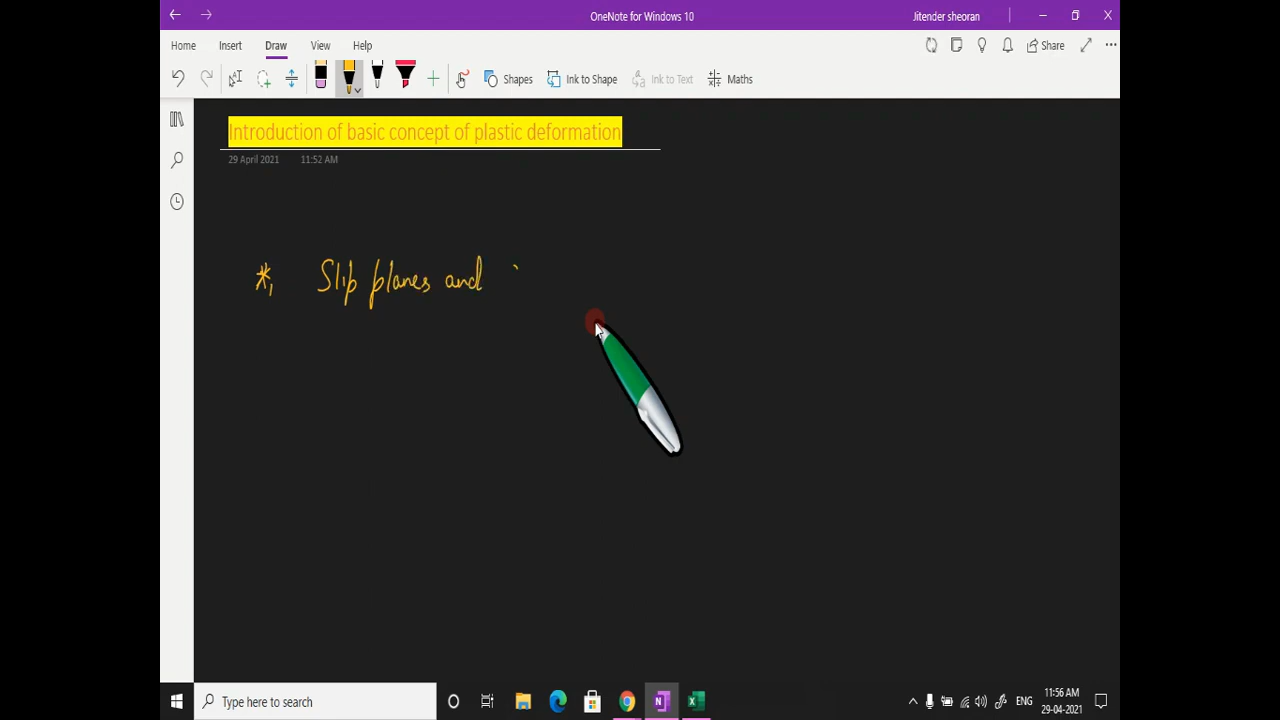 OneNote for Windows 10
Jitender sheoran
Home Insert Draw View Help
Share
Shapes Ink to Shape Ink to Text Maths
Introduction of basic concept of plastic deformation
29 April 2021 11:52 AM
*, Slip planes and
Type here to search
ENG
11:56 AM
29-04-2021